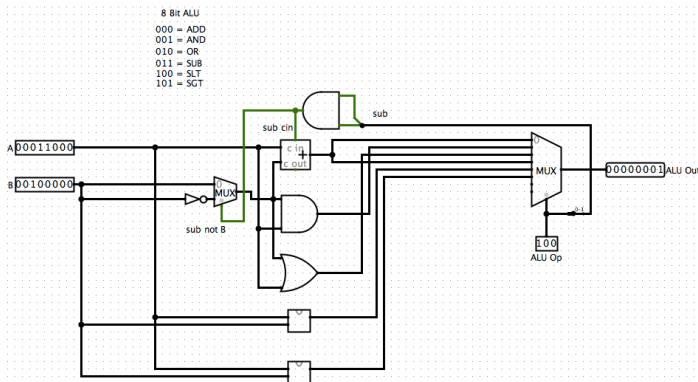 8 Bit ALU
000 = ADD
001 = AND
010 = OR
011 = SUB
100 = SLT
101 = SGT
sub
sub cin
A 00011000
c in
+
c out
0
MUX
00000001 ALU Out
B 00100000
0
MUX
sub not B
0-1
100
ALU Op